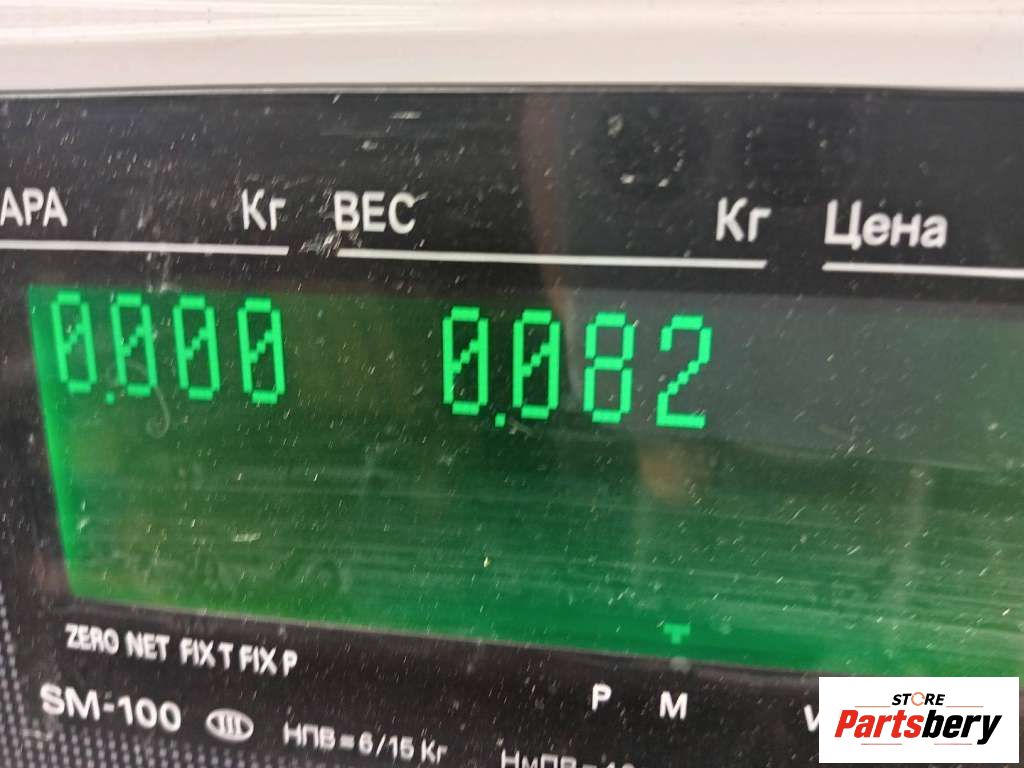 АРА Кг ВЕС Кг Цена
0.000 0.082
ZERO NET FIX T FIX P
P M
SM-100 НПВ=6/15 Кг
STORE
Partsbery